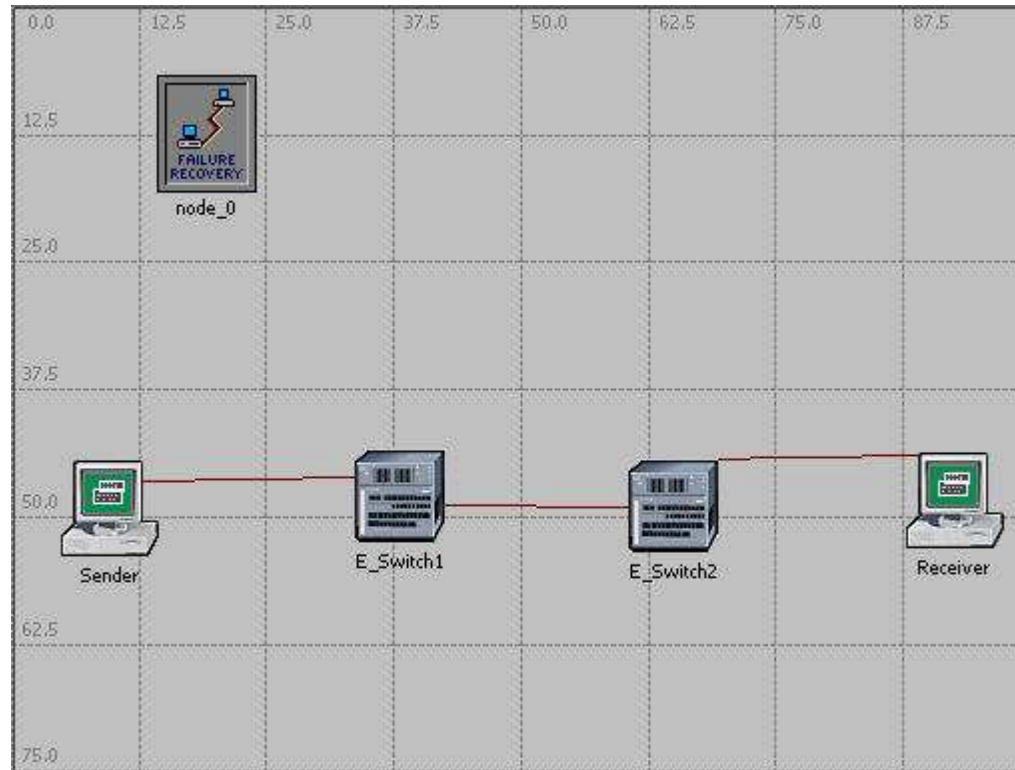 0.0 12.5 25.0 37.5 50.0 62.5 75.0 87.5
12.5
FAILURE
RECOVERY
node_0
25.0
37.5
50.0
Sender
E_Switch1
E_Switch2
Receiver
62.5
75.0